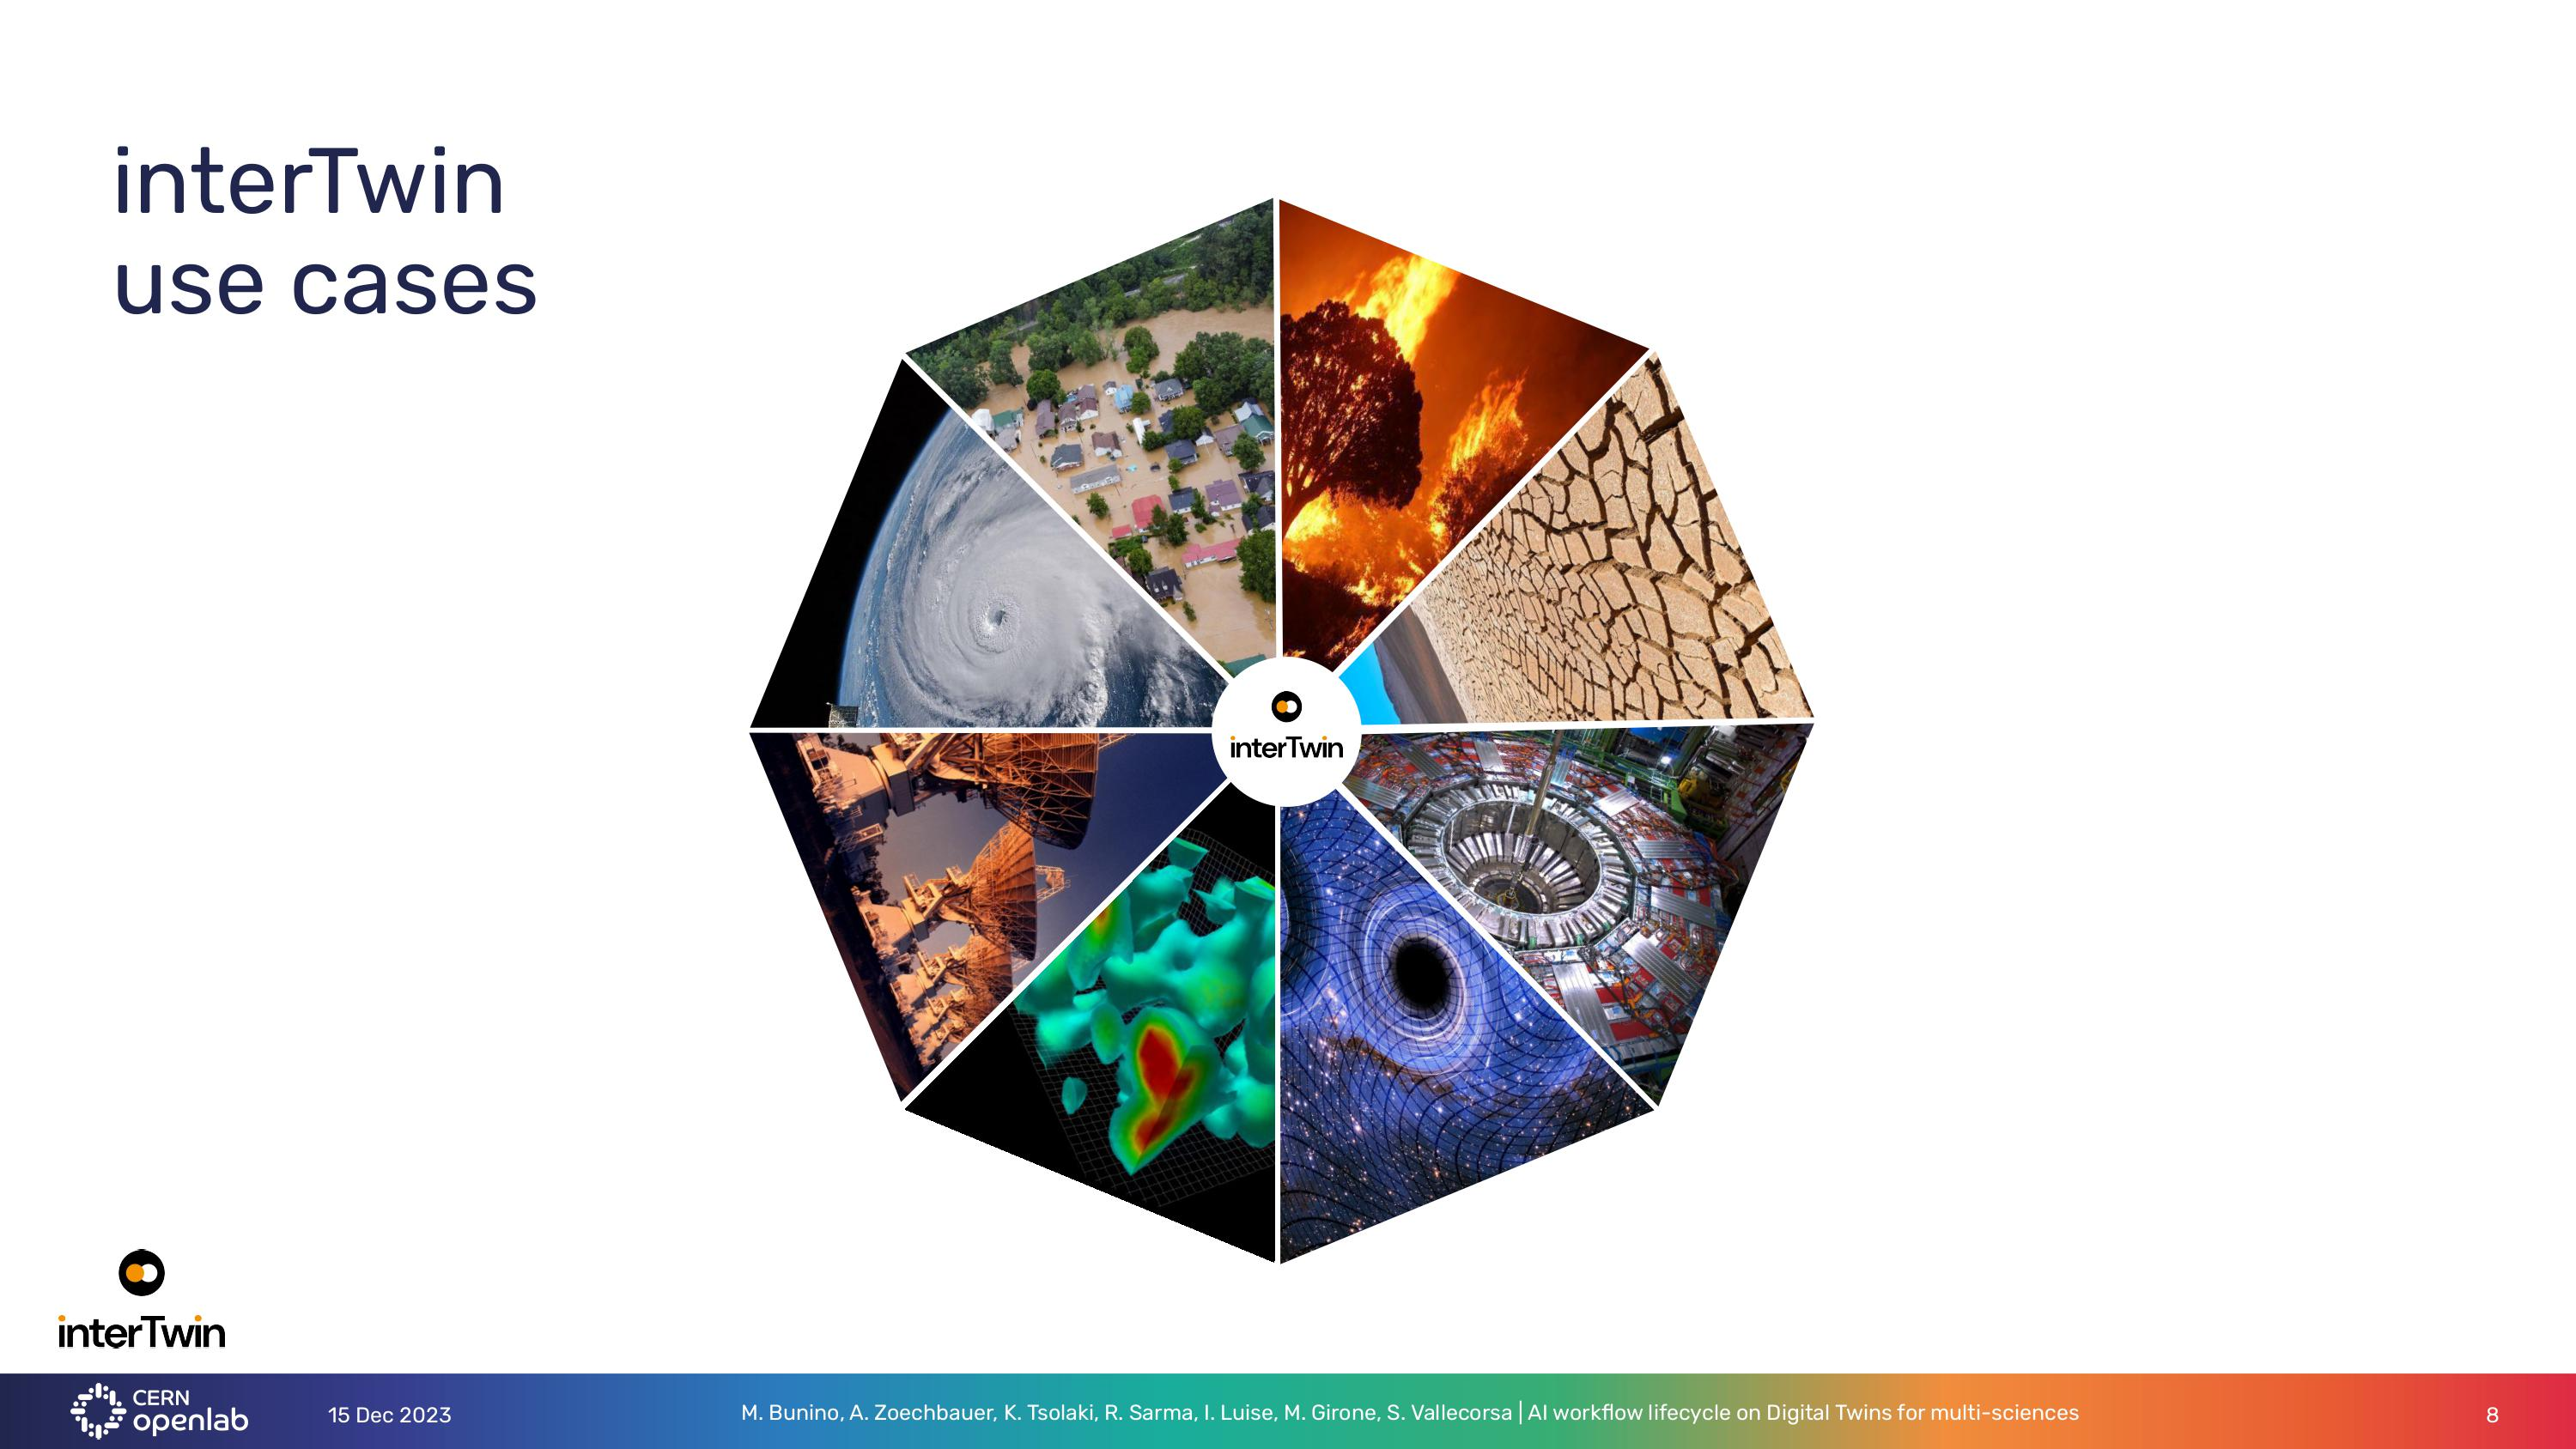 interTwin
use cases
interTwin
interTwin
CERN
openlab
15 Dec 2023
M. Bunino, A. Zoechbauer, K. Tsolaki, R. Sarma, I. Luise, M. Girone, S. Vallecorsa | AI workflow lifecycle on Digital Twins for multi-sciences
8